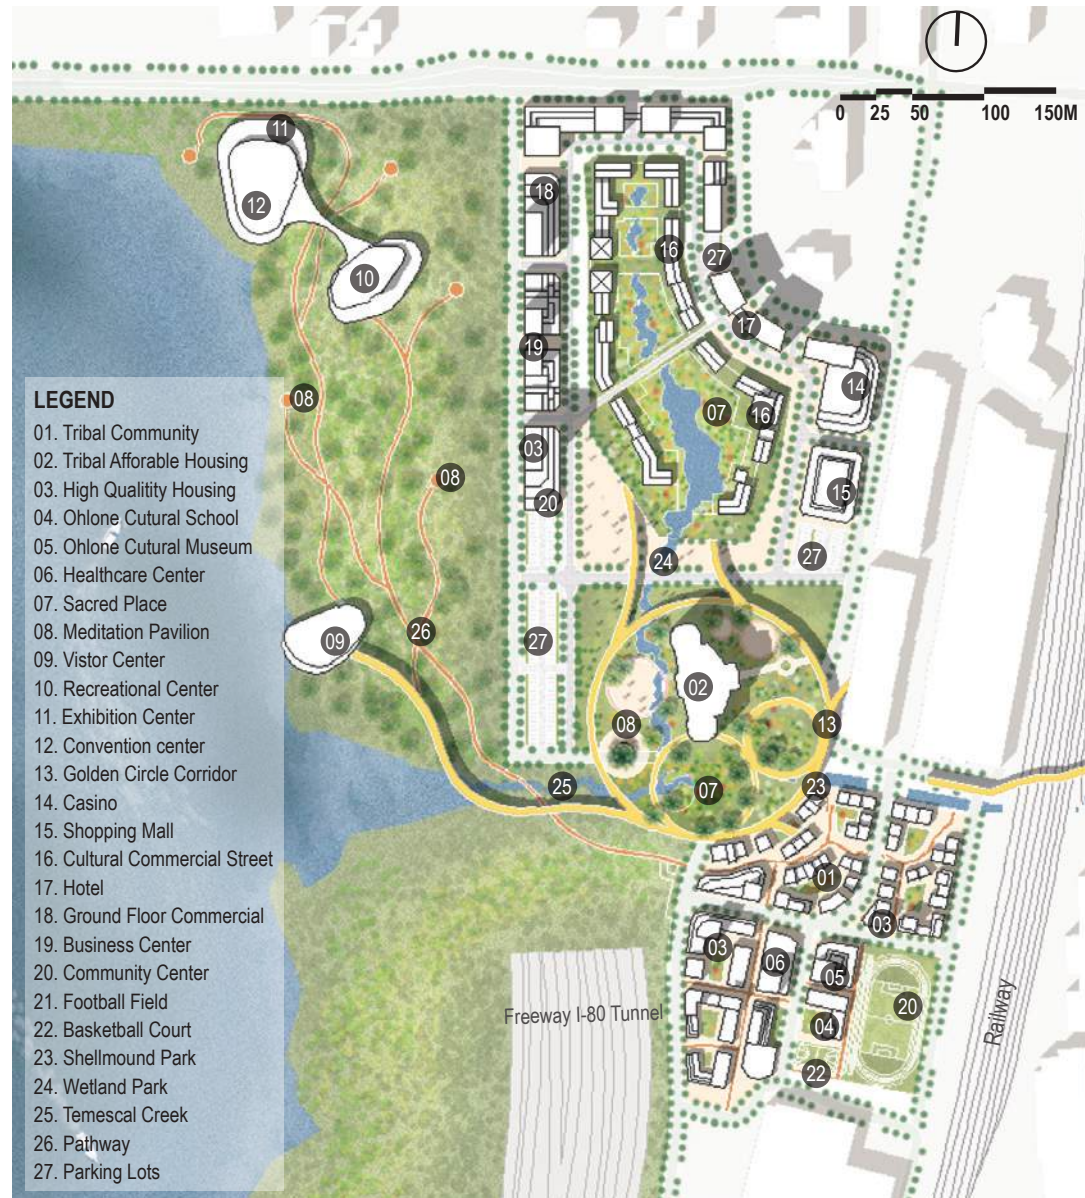 0 25 50 100 150M
11
12
18
10
16
27
17
19
14
08
07
16
03
08
15
20
24
27
27
26
09
02
08
13
25
07
23
01
03
03
06
05
20
04
22
Freeway I-80 Tunnel
Railway
LEGEND
01. Tribal Community
02. Tribal Afforable Housing
03. High Qualitity Housing
04. Ohlone Cutural School
05. Ohlone Cutural Museum
06. Healthcare Center
07. Sacred Place
08. Meditation Pavilion
09. Vistor Center
10. Recreational Center
11. Exhibition Center
12. Convention center
13. Golden Circle Corridor
14. Casino
15. Shopping Mall
16. Cultural Commercial Street
17. Hotel
18. Ground Floor Commercial
19. Business Center
20. Community Center
21. Football Field
22. Basketball Court
23. Shellmound Park
24. Wetland Park
25. Temescal Creek
26. Pathway
27. Parking Lots